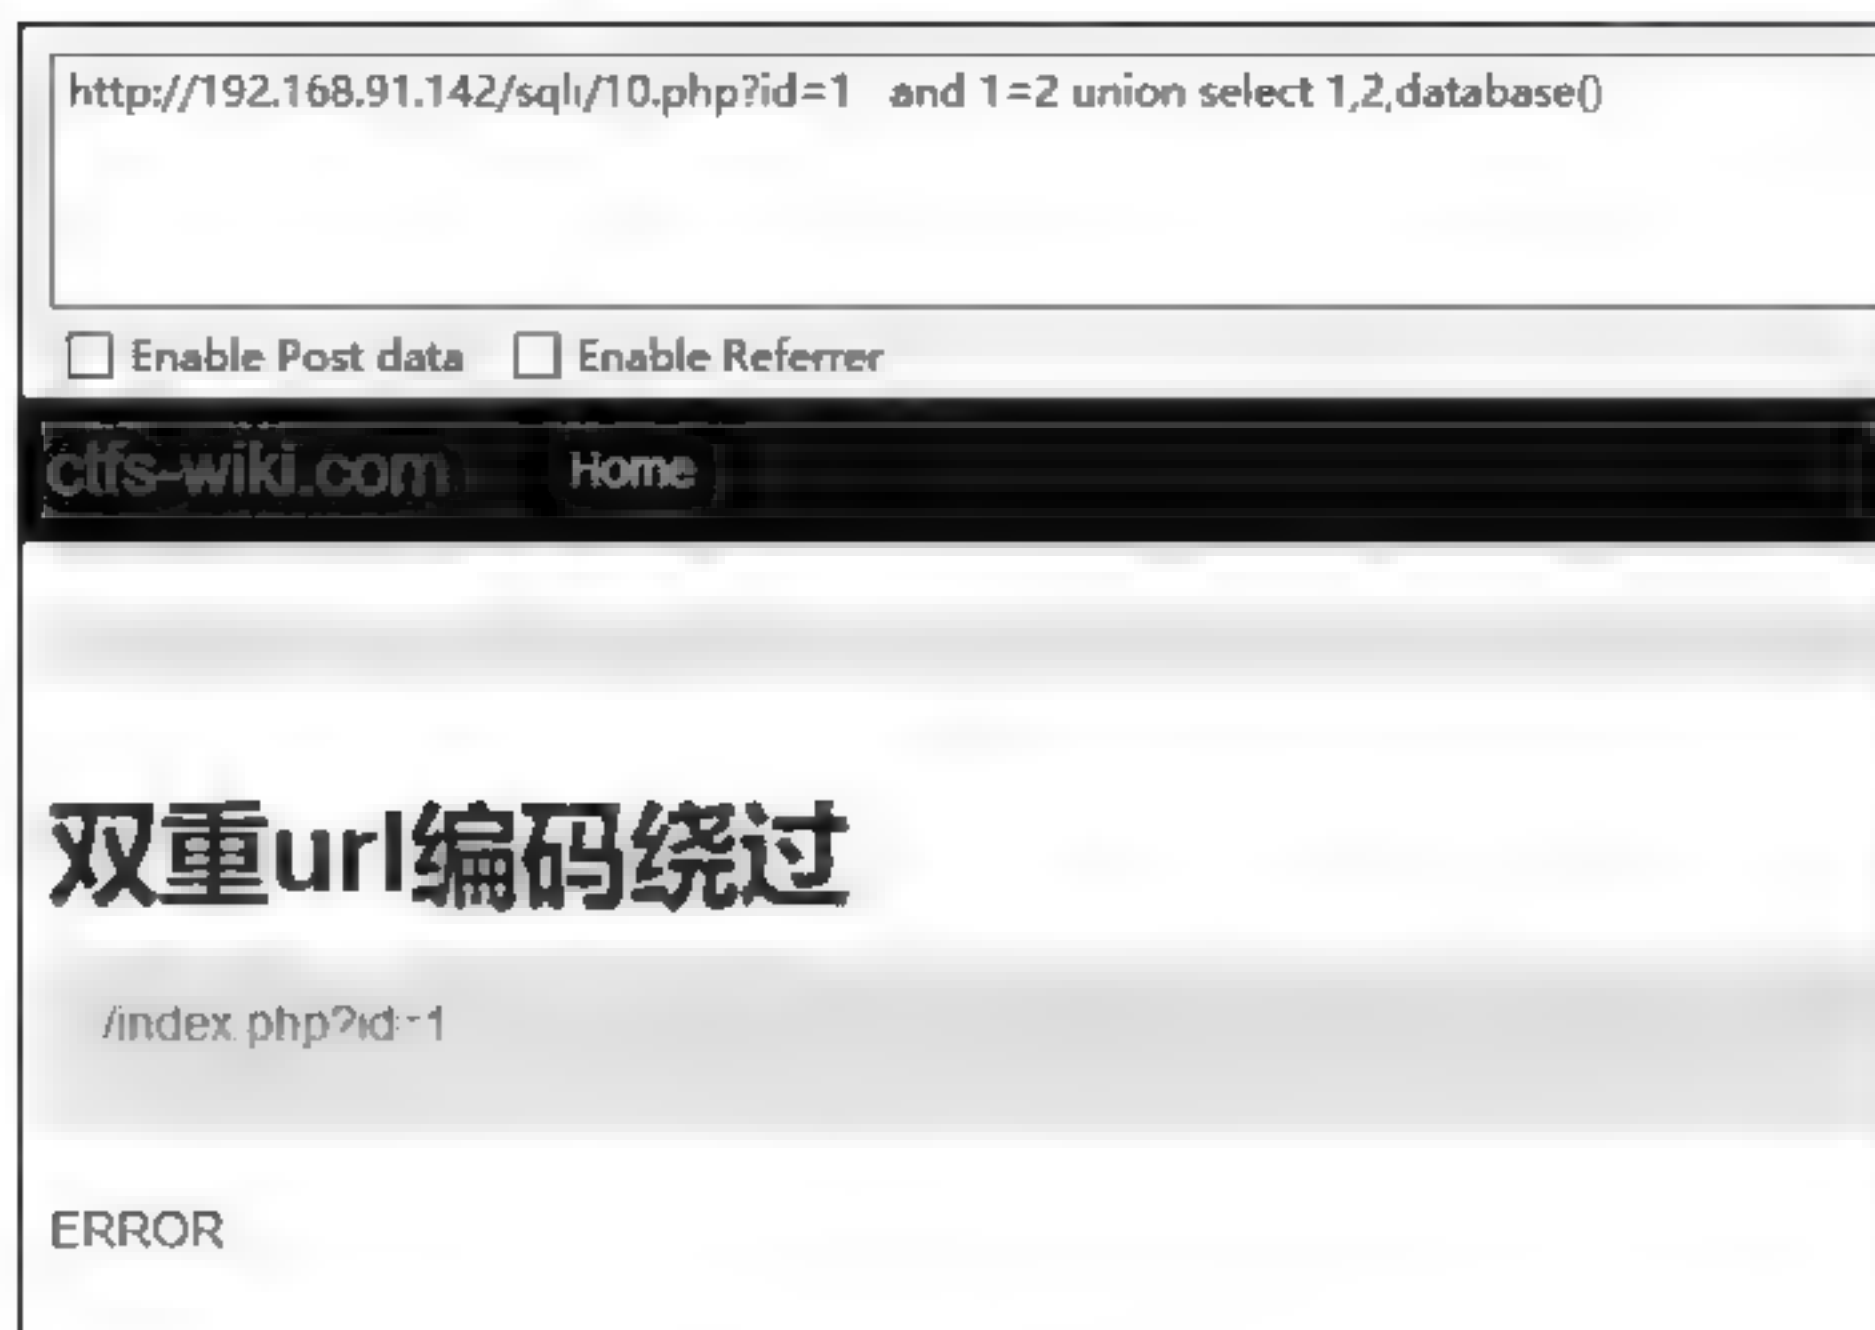 http://192.168.91.142/sqli/10.php?id=1 and 1=2 union select 1,2,database()
Enable Post data Enable Referrer
ctfs-wiki.com Home
双重url编码绕过
/index.php?id=1
ERROR